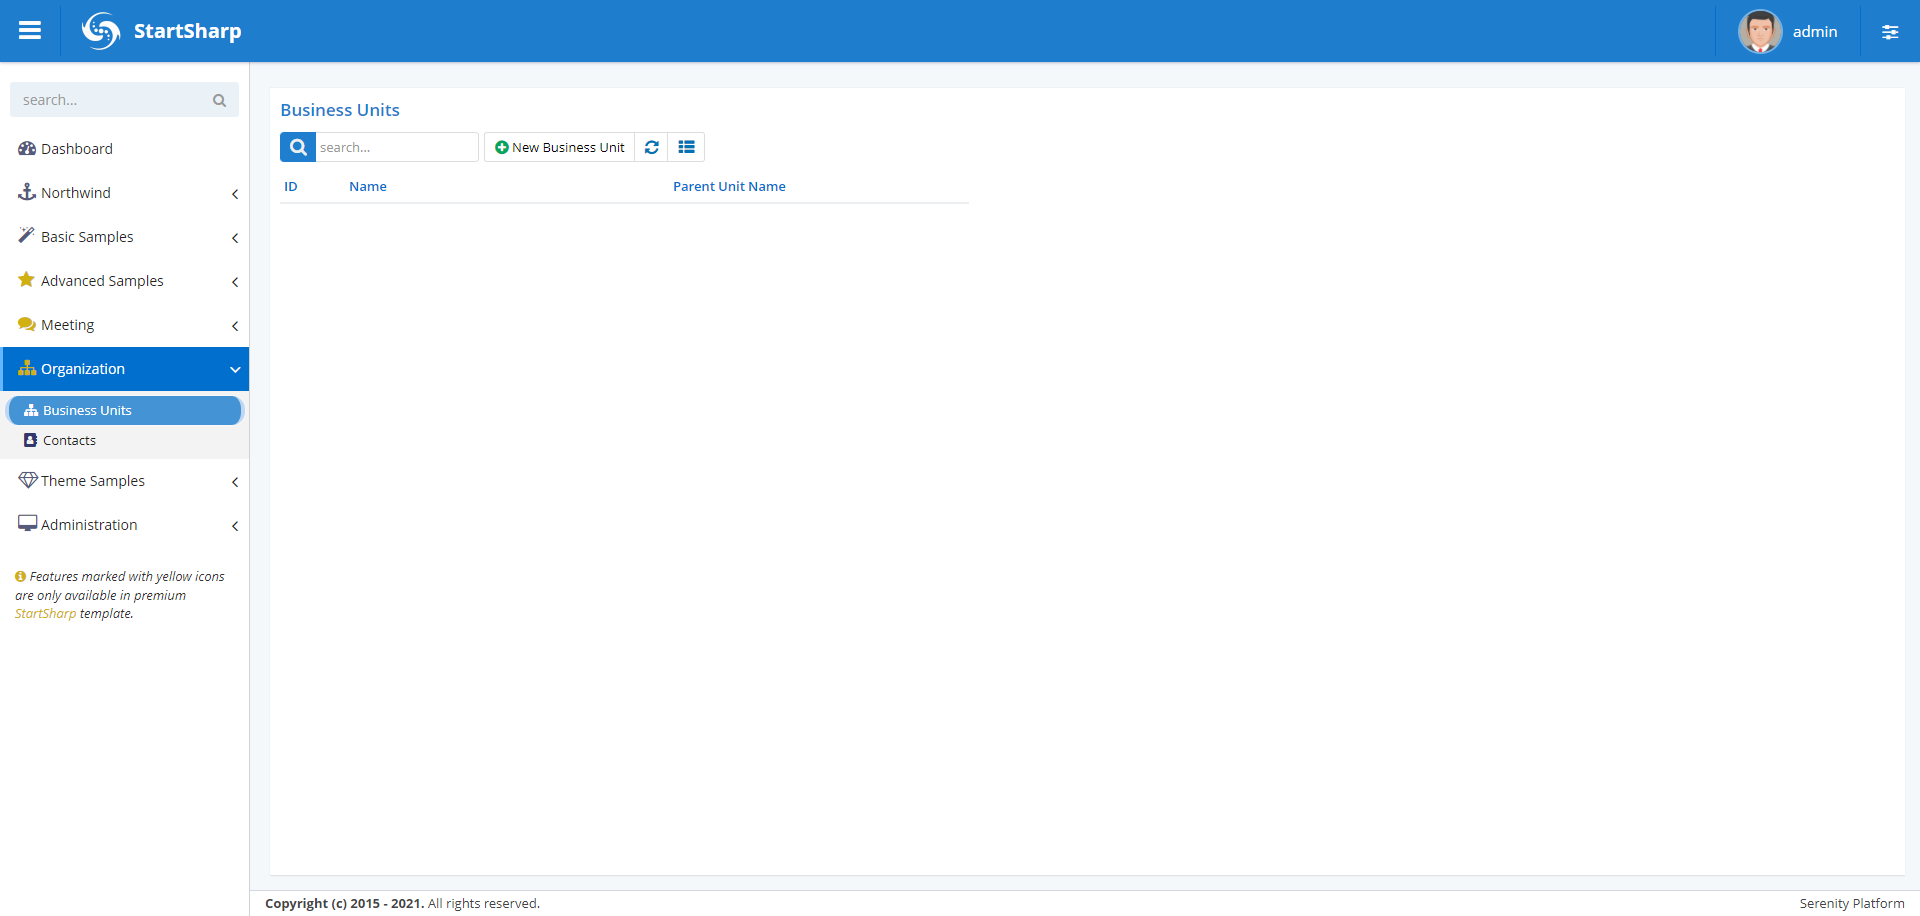 StartSharp
admin
search...
Dashboard
Northwind
Basic Samples
Advanced Samples
Meeting
Organization
Business Units
Contacts
Theme Samples
Administration
Features marked with yellow icons
are only available in premium
StartSharp template.
Business Units
search...
New Business Unit
ID Name Parent Unit Name
Copyright (c) 2015 - 2021. All rights reserved.
Serenity Platform